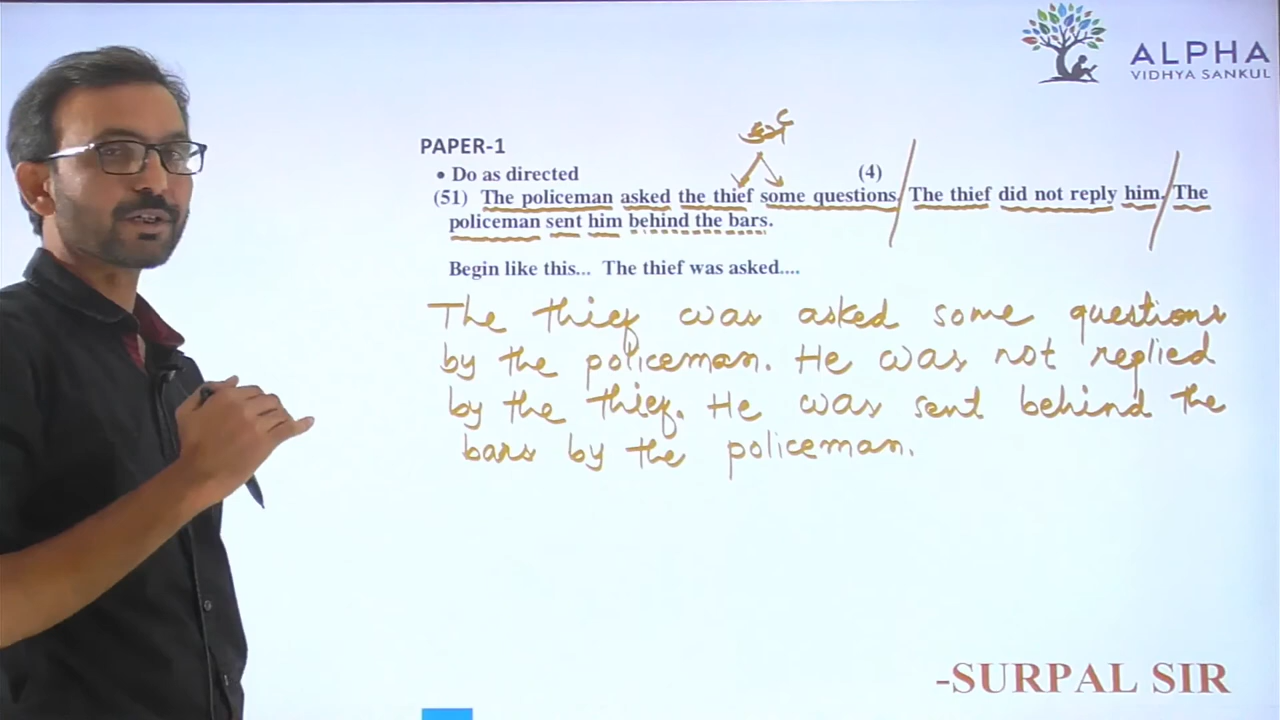 ALPHA
VIDHYA SANKUL
PAPER-1
કર્મ
• Do as directed (4)
(51) The policeman asked the thief some questions. The thief did not reply him. The
policeman sent him behind the bars.
Begin like this... The thief was asked....
The thief was asked some questions
by the policeman. He was not replied
by the thief. He was sent behind the
bars by the policeman.
-SURPAL SIR